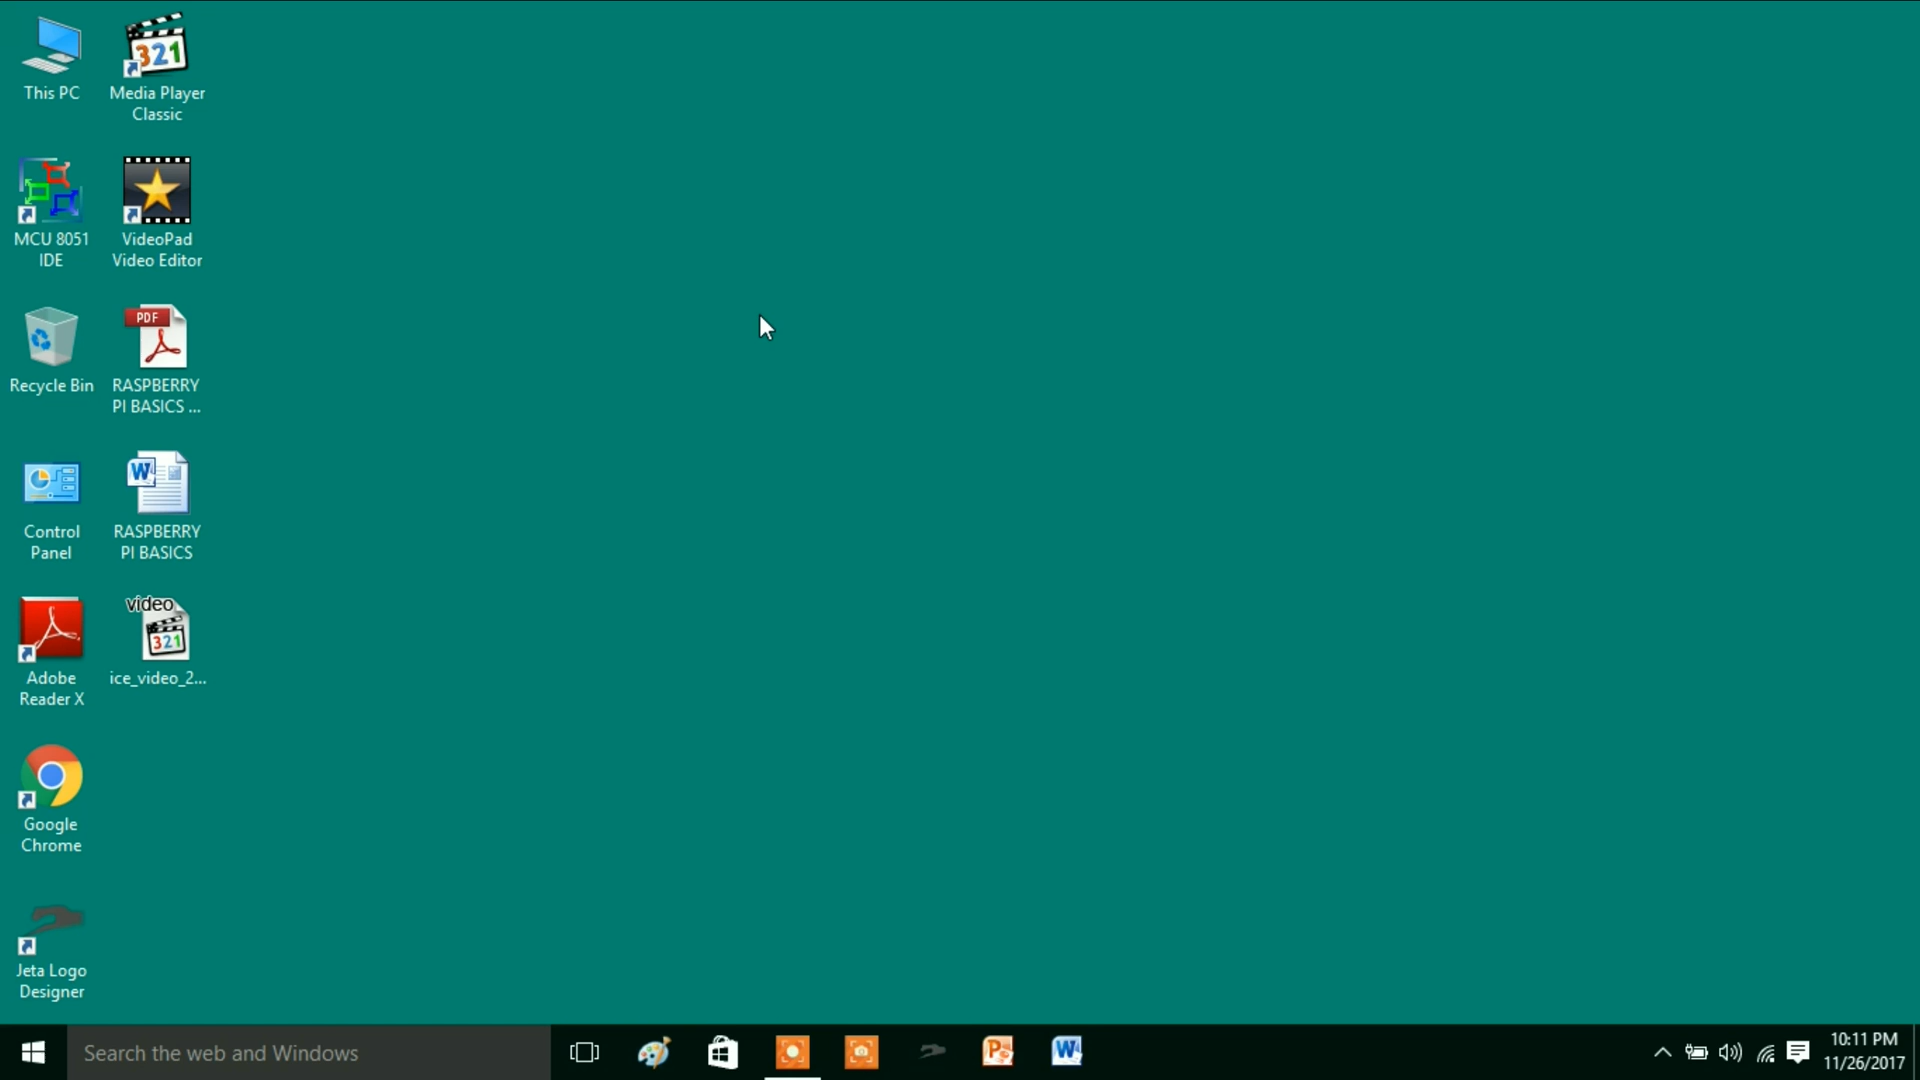 This PC
Media Player
Classic
321
MCU 8051
IDE
VideoPad
Video Editor
Recycle Bin
PDF
RASPBERRY
PI BASICS ...
Control
Panel
W
RASPBERRY
PI BASICS
Adobe
Reader X
video
321
ice_video_2...
Google
Chrome
Jeta Logo
Designer
Search the web and Windows
P
W
10:11 PM
11/26/2017